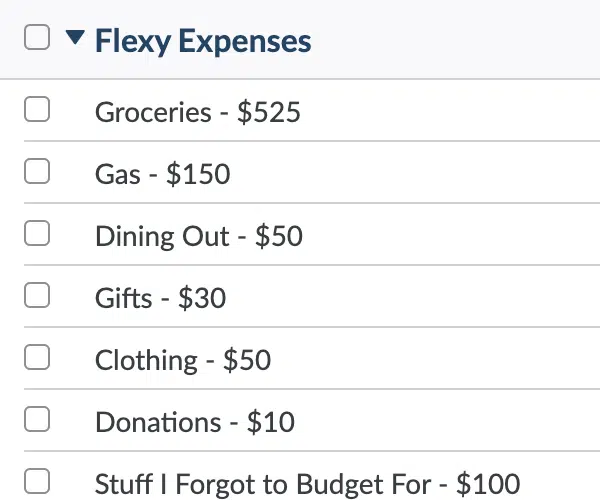 Flexy Expenses
Groceries - $525
Gas - $150
Dining Out - $50
Gifts - $30
Clothing - $50
Donations - $10
Stuff I Forgot to Budget For - $100